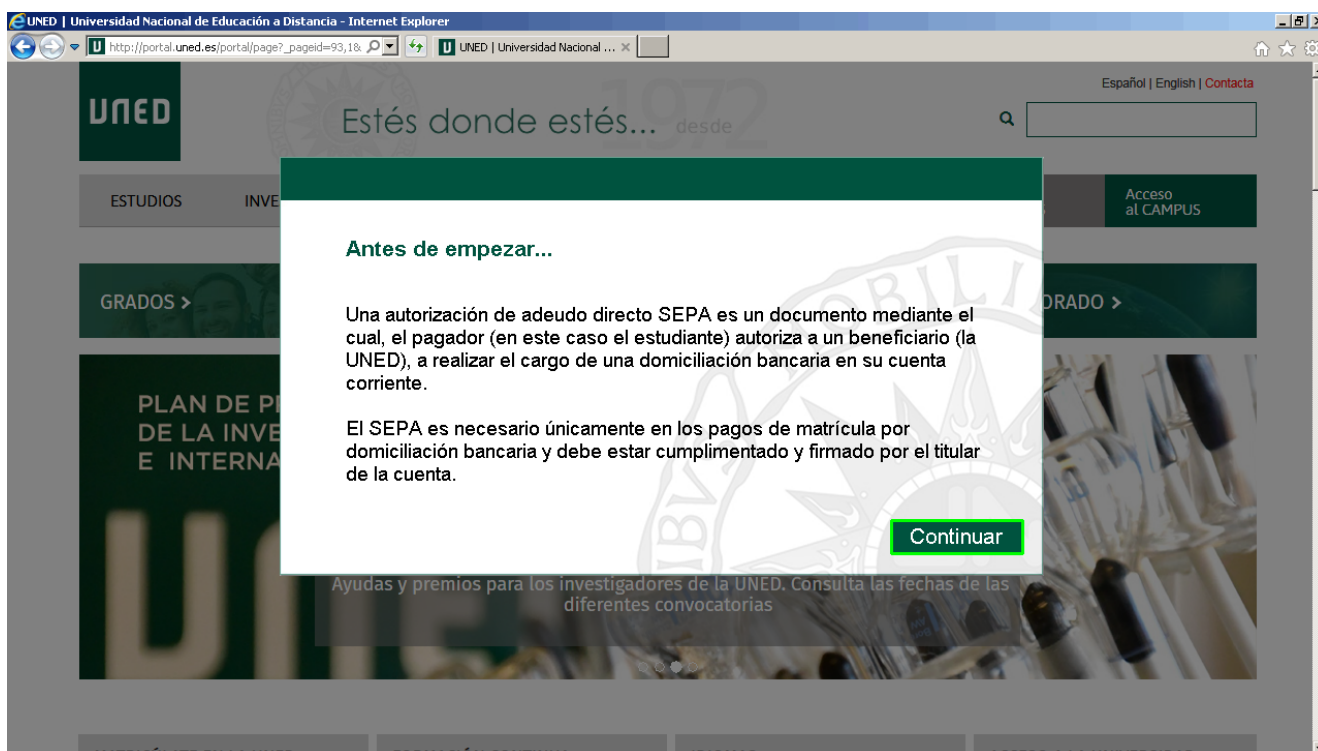 UNED | Universidad Nacional de Educación a Distancia - Internet Explorer
http://portal.uned.es/portal/page?_pageid=93,18
UNED | Universidad Nacional ...
Español | English | Contacta
UNED
Estés donde estés... desde 1972
ESTUDIOS INVE
Acceso
al CAMPUS
Antes de empezar...
GRADOS >
ORADO >
Una autorización de adeudo directo SEPA es un documento mediante el
cual, el pagador (en este caso el estudiante) autoriza a un beneficiario (la
UNED), a realizar el cargo de una domiciliación bancaria en su cuenta
corriente.
PLAN DE PR
DE LA INVE
E INTERNA
El SEPA es necesario únicamente en los pagos de matrícula por
domiciliación bancaria y debe estar cumplimentado y firmado por el titular
de la cuenta.
Continuar
Ayudas y premios para los investigadores de la UNED. Consulta las fechas de las
diferentes convocatorias